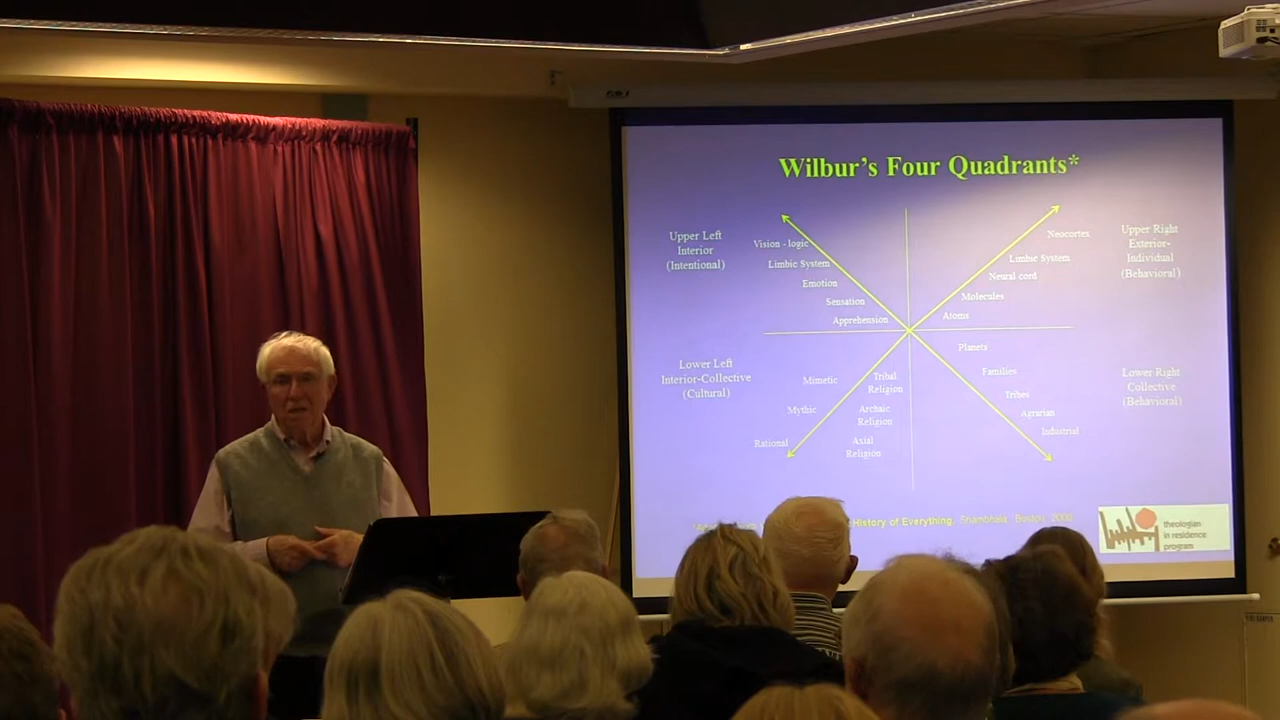 Wilbur's Four Quadrants*
Upper Left
Interior
(Intentional)
Vision - logic
Limbic System
Emotion
Sensation
Apprehension
Neocortex
Limbic System
Neural cord
Molecules
Atoms
Upper Right
Exterior-
Individual
(Behavioral)
Lower Left
Interior-Collective
(Cultural)
Mimetic
Mythic
Rational
Tribal
Religion
Archaic
Religion
Axial
Religion
Planets
Families
Tribes
Agrarian
Industrial
Lower Right
Collective
(Behavioral)
History of Everything, Shambhala, Boston,
theologian
in residence
program